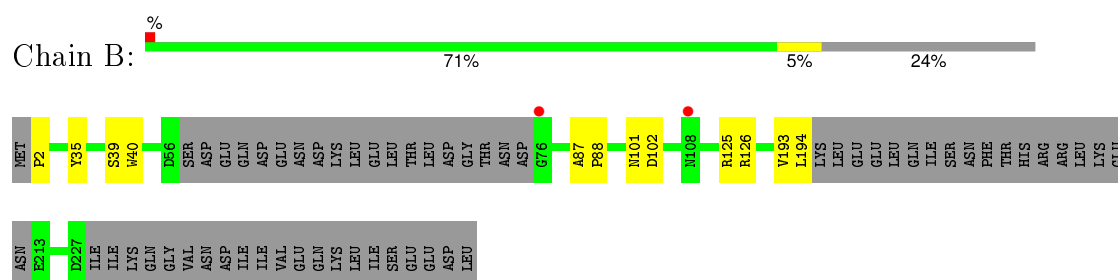 %
Chain B:
71% 5% 24%
MET P2 Y35 S39 W40 D56 SER ASP GLU GLN ASP GLU ASN ASP LYS LEU GLU LEU THR LEU ASP GLY THR ASN ASP G76 A87 P88 N101 D102 N108 R125 R126 V193 L194 LYS LEU GLU GLU LEU GLN ILE SER ASN PHE THR HIS ARG ARG LEU LYS GLU
ASN E213 D227 ILE ILE LYS GLN GLY VAL ASN ASP ILE ILE VAL GLU GLN LYS LEU ILE SER GLU GLU ASP LEU